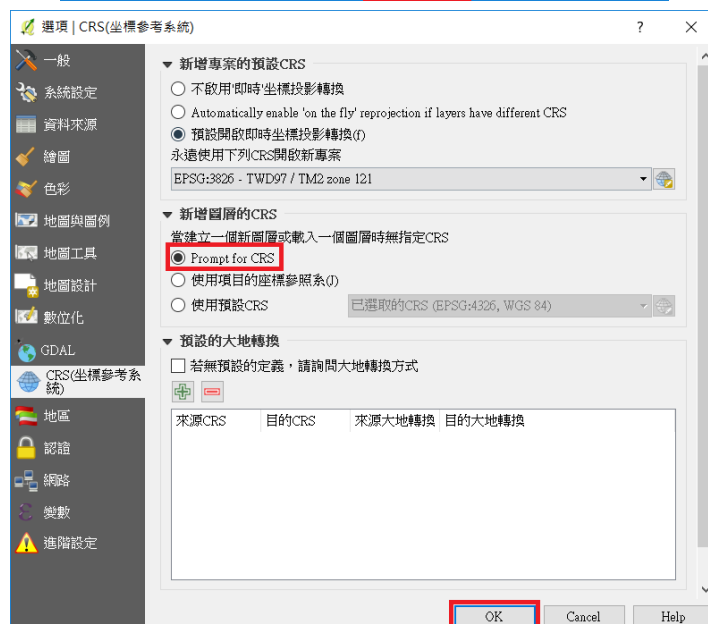 選項 | CRS(坐標參考系統)
?
一般
系統設定
資料來源
繪圖
色彩
地圖與圖例
地圖工具
地圖設計
數位化
GDAL
CRS(坐標參考系
統)
地區
認證
網路
變數
進階設定
新增專案的預設CRS
不啟用'即時'坐標投影轉換
Automatically enable 'on the fly' reprojection if layers have different CRS
預設開啟即時坐標投影轉換(f)
永遠使用下列CRS開啟新專案
EPSG:3826 - TWD97 / TM2 zone 121
新增圖層的CRS
當建立一個新圖層或載入一個圖層時無指定CRS
Prompt for CRS
使用項目的座標參照系(J)
使用預設CRS
已選取的CRS (EPSG:4326, WGS 84)
預設的大地轉換
若無預設的定義，請詢問大地轉換方式
來源CRS 目的CRS 來源大地轉換 目的大地轉換
OK Cancel Help